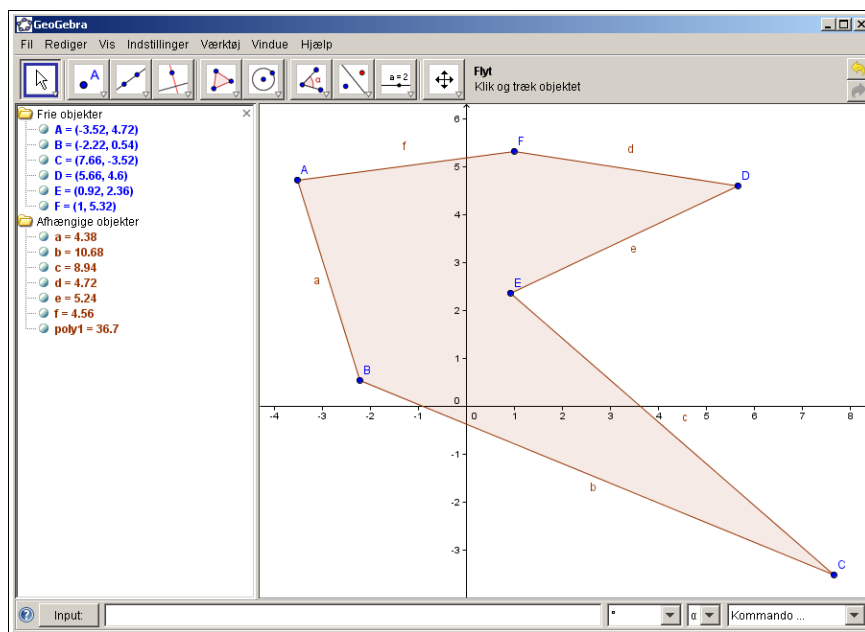 GeoGebra
Fil Rediger Vis Indstillinger Værktøj Vindue Hjælp
A
α
a = 2
Flyt
Klik og træk objektet
Frie objekter
A = (-3.52, 4.72)
B = (-2.22, 0.54)
C = (7.66, -3.52)
D = (5.66, 4.6)
E = (0.92, 2.36)
F = (1, 5.32)
Afhængige objekter
a = 4.38
b = 10.68
c = 8.94
d = 4.72
e = 5.24
f = 4.56
poly1 = 36.7
6
f
F
d
5
A
D
4
e
3
a
E
2
1
B
0
-4 -3 -2 -1 0 1 2 3 4 5 6 7 8
c
-1
b
-2
-3
C
Input:
°
α
Kommando ...